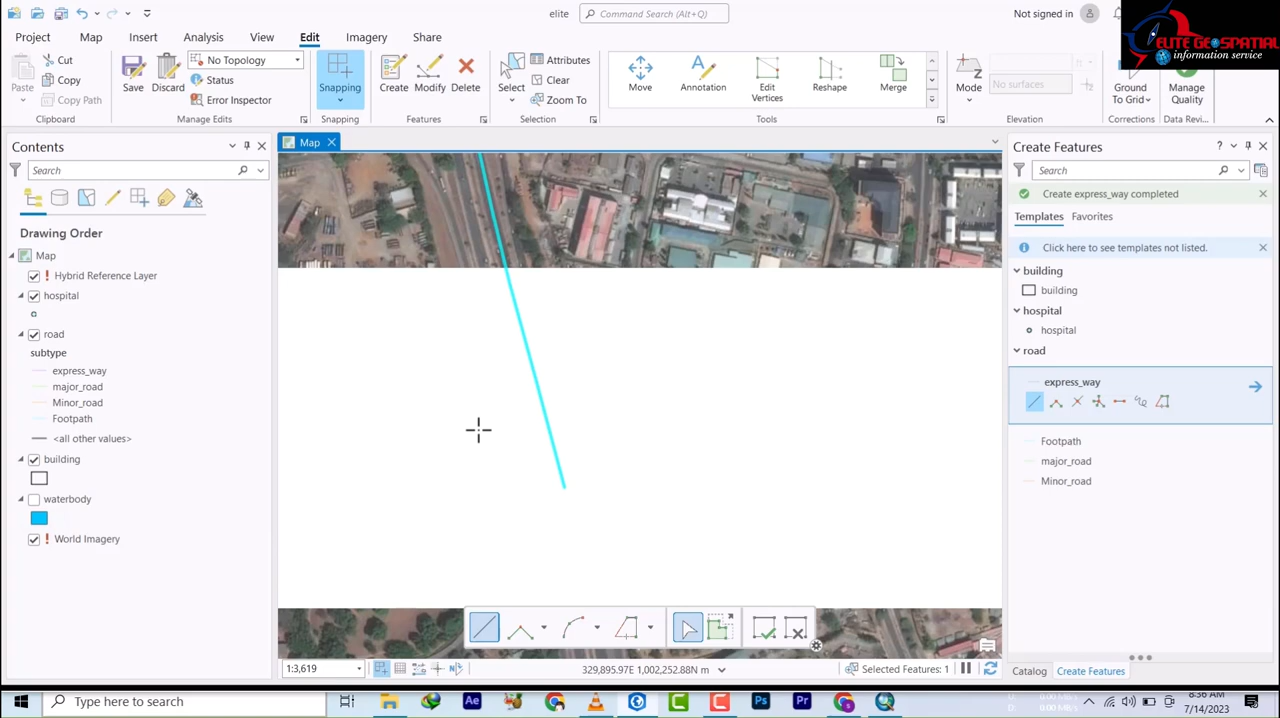 elite
Command Search (Alt+Q)
Not signed in
ELITE GEOSPATIAL
information service
Project
Map
Insert
Analysis
View
Edit
Imagery
Share
Paste
Cut
Copy
Copy Path
Clipboard
Save
Discard
No Topology
Status
Error Inspector
Manage Edits
Snapping
Snapping
Create
Modify
Delete
Features
Select
Attributes
Clear
Zoom To
Selection
Move
Annotation
Edit
Vertices
Reshape
Merge
Tools
Mode
ft
No surfaces
Elevation
Ground
To Grid
Corrections
Manage
Quality
Data Revi...
Contents
Search
Drawing Order
Map
Hybrid Reference Layer
hospital
road
subtype
express_way
major_road
Minor_road
Footpath
<all other values>
building
waterbody
World Imagery
Map
1:3,619
329,895.97E 1,002,252.88N m
Selected Features: 1
Create Features
Search
Create express_way completed
Templates
Favorites
Click here to see templates not listed.
building
building
hospital
hospital
road
express_way
Footpath
major_road
Minor_road
Catalog
Create Features
Type here to search
Ae
Ps
Pr
8:36 AM
7/14/2023